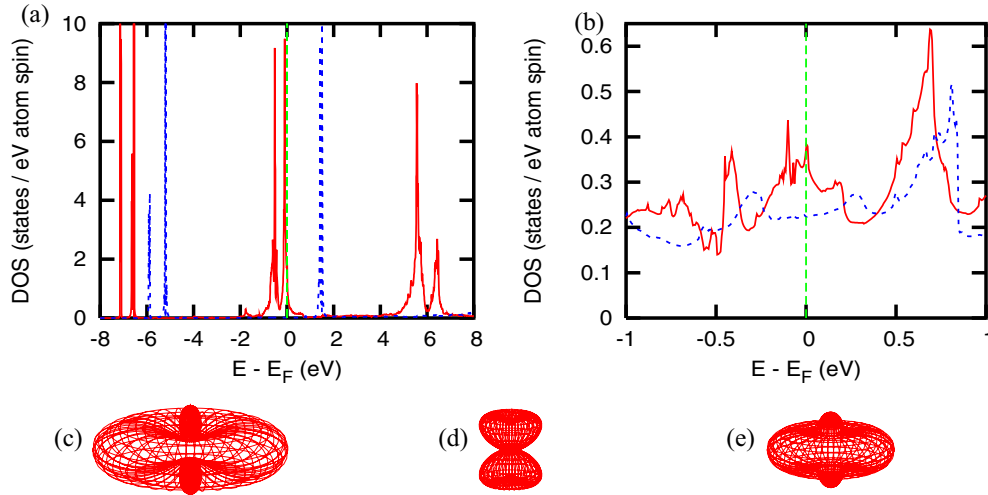 (a)
DOS (states / eV atom spin)
10
8
6
4
2
0
-8 -6 -4 -2 0 2 4 6 8
E - E_F (eV)
(b)
DOS (states / eV atom spin)
0.6
0.5
0.4
0.3
0.2
0.1
0
-1 -0.5 0 0.5 1
E - E_F (eV)
(c)
(d)
(e)